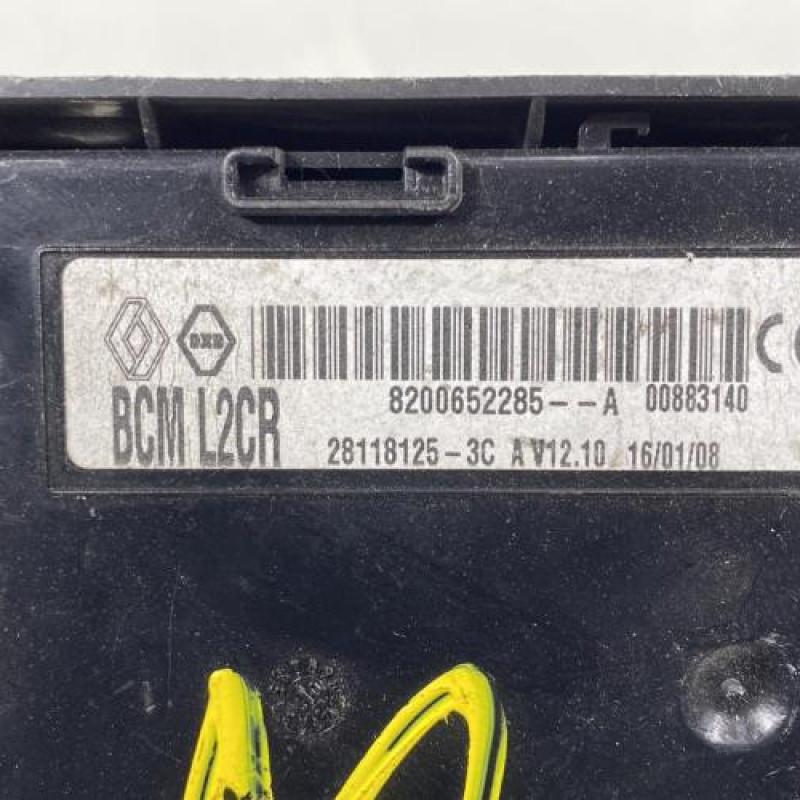 8200652285--A 00883140
BCM L2CR
28118125-3C A V12.10 16/01/08